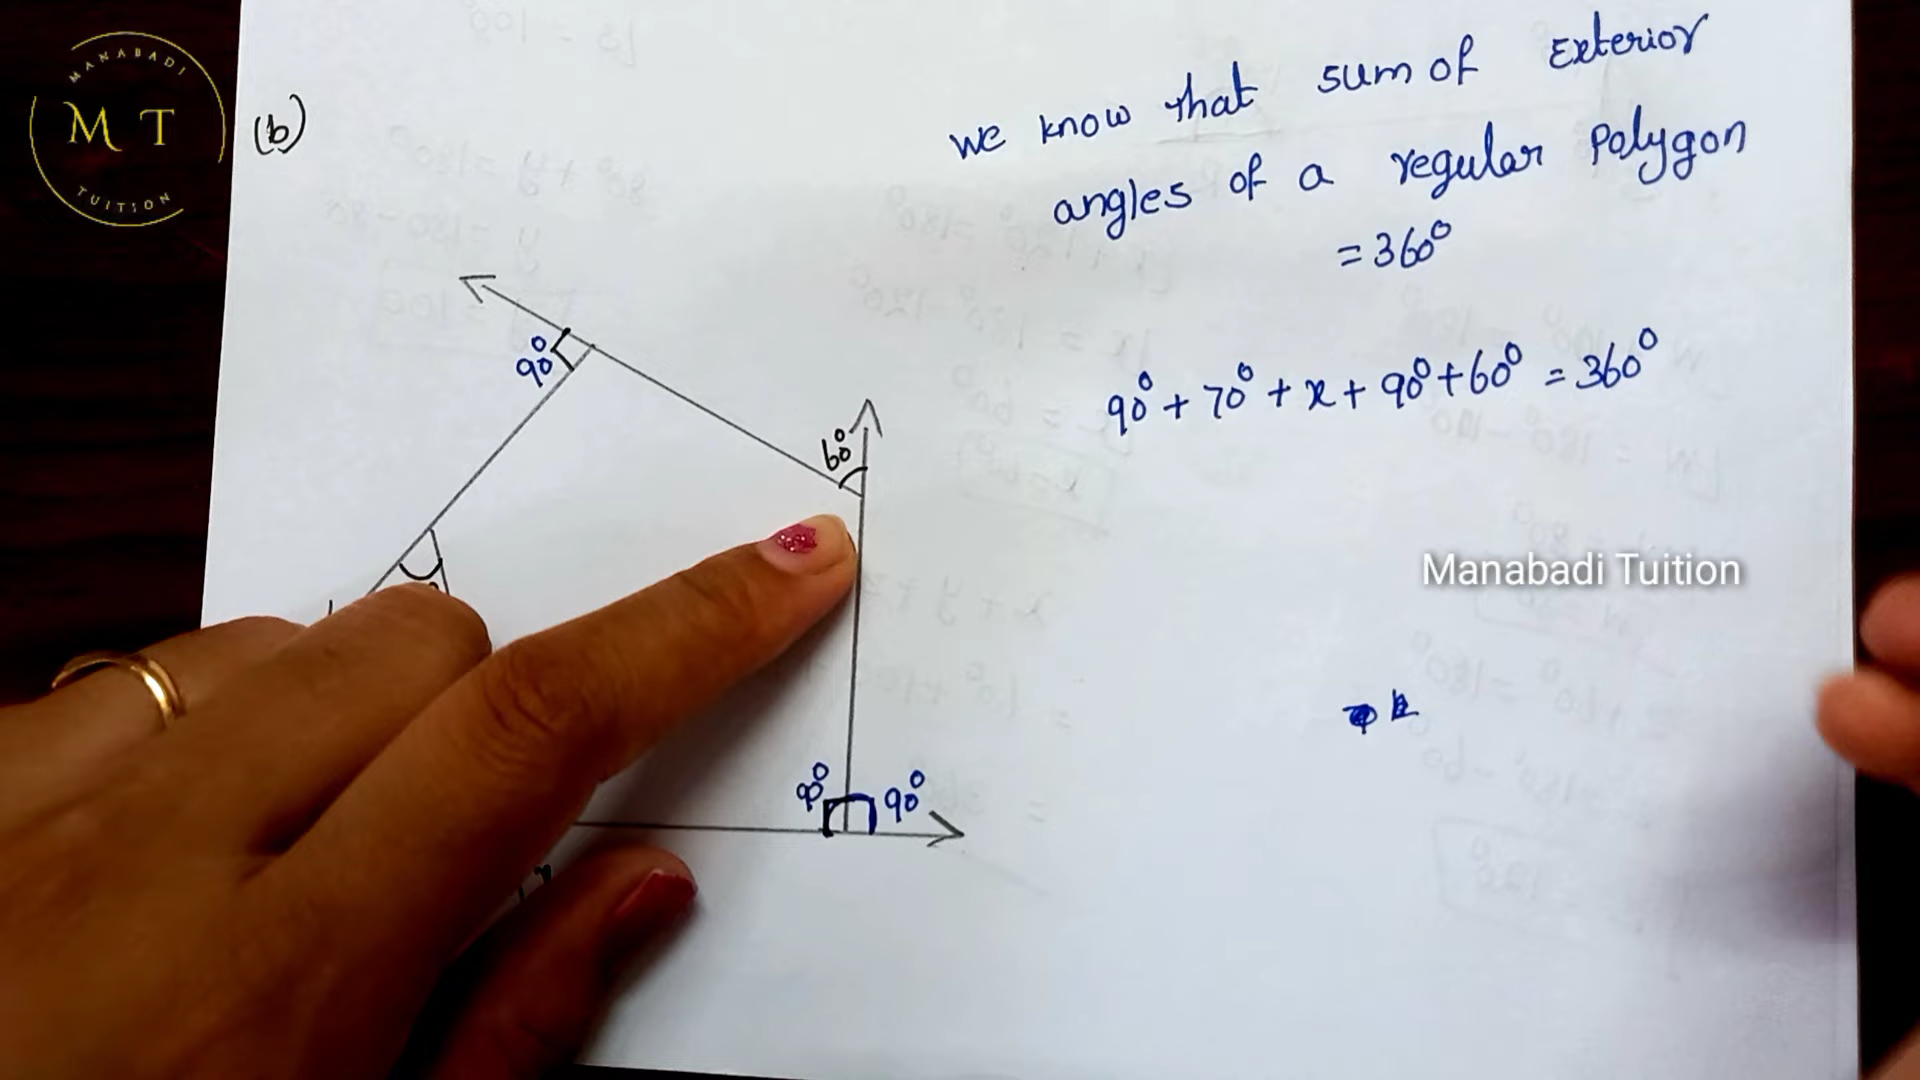 MANABADI
M T
TUITION
(b)
we know that sum of Exterior
angles of a regular Polygon
= 360°
90° + 70° + x + 90° + 60° = 360°
90°
60°
Manabadi Tuition
90°
90°